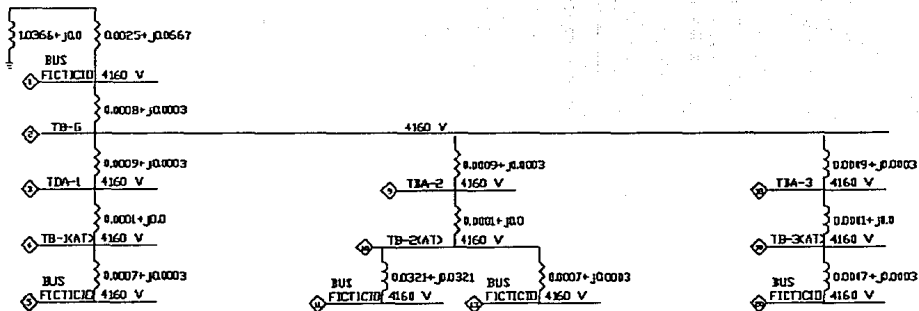 1.0366+j0.0 0.0025+j0.0667
BUS
FICTICIO 4160 V
1
0.0008+j0.0003
2 TB-G 4160 V
0.0009+j0.0003 0.0009+j0.0003 0.0009+j0.0003
TDA-1 4160 V TBA-2 4160 V TBA-3 4160 V
0.0001+j0.0 0.0001+j0.0 0.0001+j0.0
TB-1(AT) 4160 V TB-2(AT) 4160 V TB-3(AT) 4160 V
0.0007+j0.0003 0.0321+j0.0321 0.0007+j0.0003 0.0007+j0.0003
BUS BUS BUS BUS
FICTICIO 4160 V FICTICIO 4160 V FICTICIO 4160 V FICTICIO 4160 V